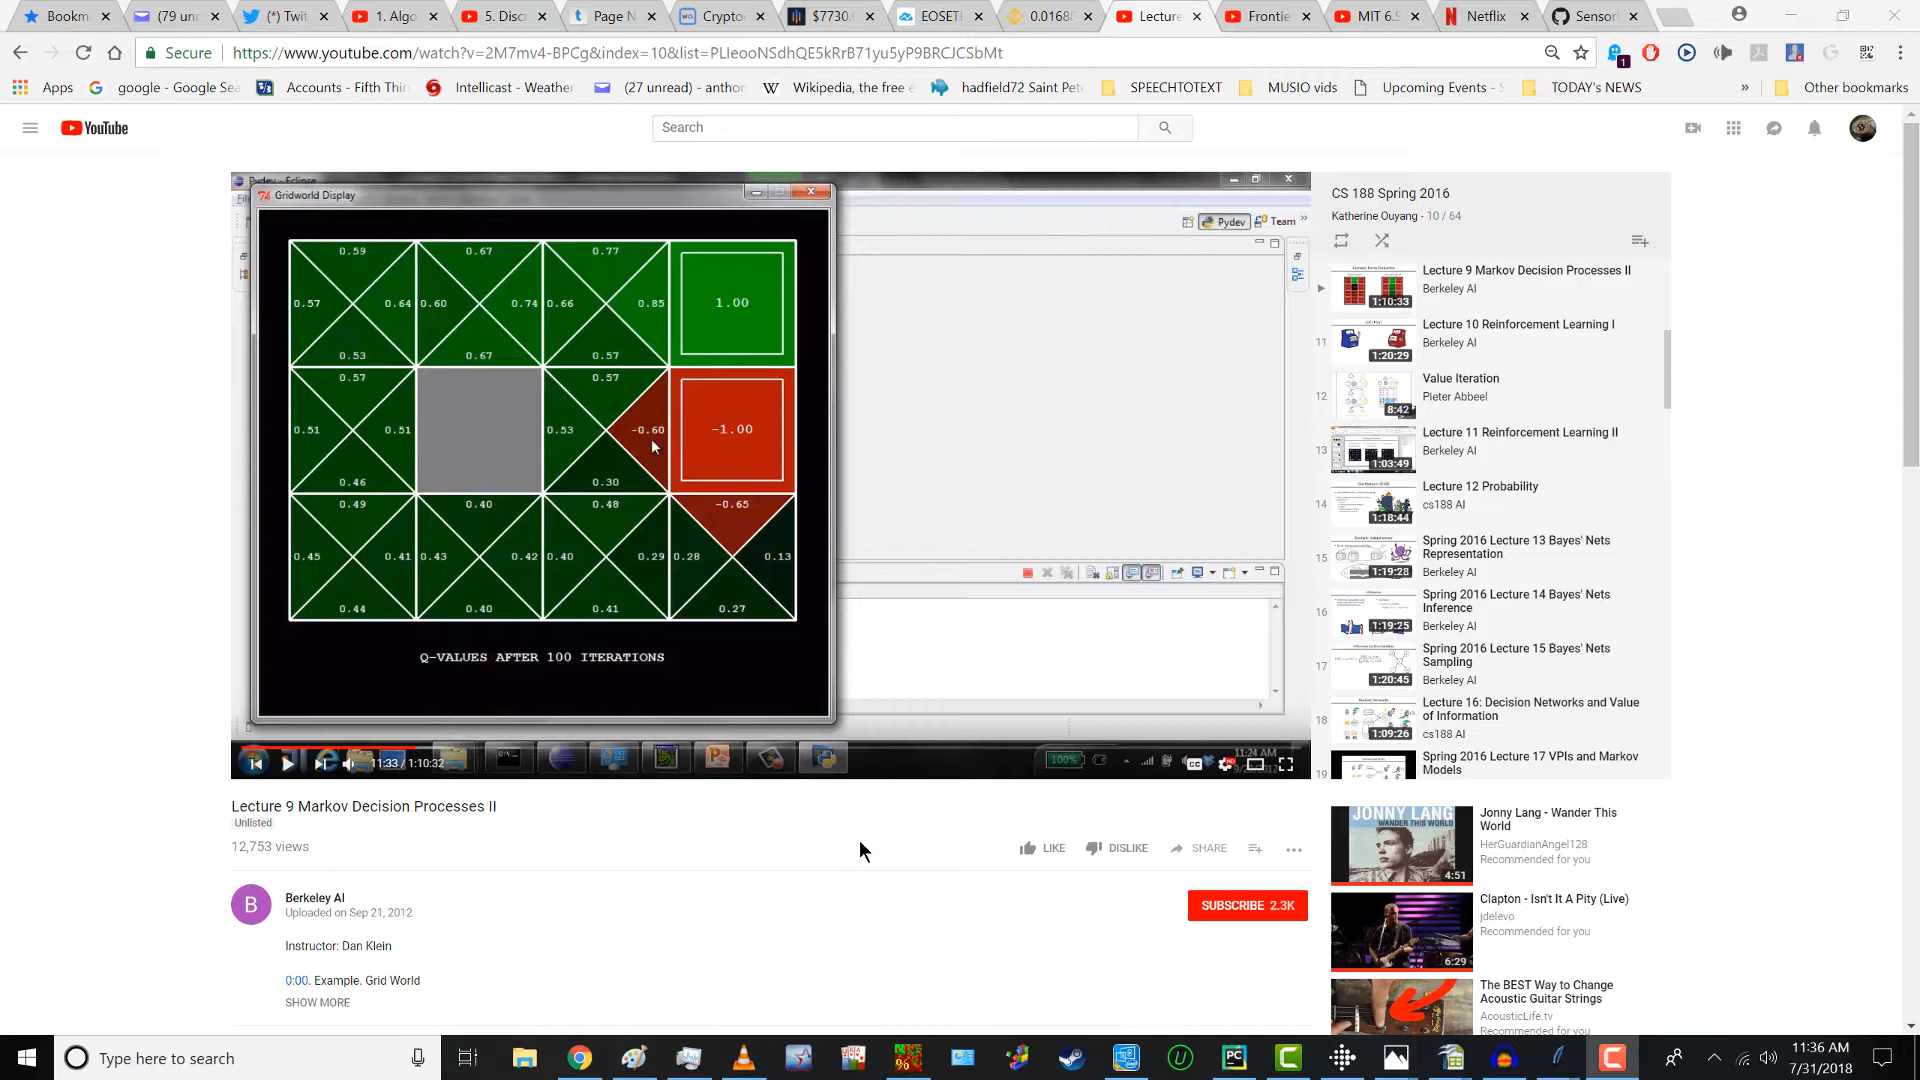 Bookm
(79 unr
(*) Twit
1. Algo
5. Discr
Page N
Crypto
$7730.
EOSETH
0.0168
Lecture
Frontie
MIT 6.S
Netflix
Sensor
Secure
https://www.youtube.com/watch?v=2M7mv4-BPCg&index=10&list=PLIeooNSdhQE5kRrB71yu5yP9BRCJCSbMt
Apps
google - Google Sea
Accounts - Fifth Thir
Intellicast - Weather
(27 unread) - anthon
Wikipedia, the free e
hadfield72 Saint Pete
SPEECHTOTEXT
MUSIO vids
Upcoming Events - S
TODAY's NEWS
Other bookmarks
YouTube
Search
Gridworld Display
Pydev
Team
0.59 0.67 0.77
0.57 0.64 0.60 0.74 0.66 0.85 1.00
0.53 0.67 0.57
0.57 0.57
0.51 0.51 0.53 -0.60 -1.00
0.46 0.30
0.49 0.40 0.48 -0.65
0.45 0.41 0.43 0.42 0.40 0.29 0.28 0.13
0.44 0.40 0.41 0.27
Q-VALUES AFTER 100 ITERATIONS
100%
11:24 AM
11:33 / 1:10:32
CS 188 Spring 2016
Katherine Ouyang - 10 / 64
Lecture 9 Markov Decision Processes II
Berkeley AI
1:10:33
11
Lecture 10 Reinforcement Learning I
Berkeley AI
1:20:29
12
Value Iteration
Pieter Abbeel
8:42
13
Lecture 11 Reinforcement Learning II
Berkeley AI
1:03:49
14
Lecture 12 Probability
cs188 AI
1:18:44
15
Spring 2016 Lecture 13 Bayes' Nets
Representation
Berkeley AI
1:19:28
16
Spring 2016 Lecture 14 Bayes' Nets
Inference
Berkeley AI
1:19:25
17
Spring 2016 Lecture 15 Bayes' Nets
Sampling
Berkeley AI
1:20:45
18
Lecture 16: Decision Networks and Value
of Information
cs188 AI
1:09:26
19
Spring 2016 Lecture 17 VPIs and Markov
Models
Lecture 9 Markov Decision Processes II
Unlisted
12,753 views
LIKE
DISLIKE
SHARE
B
Berkeley AI
Uploaded on Sep 21, 2012
SUBSCRIBE 2.3K
Instructor: Dan Klein
0:00. Example. Grid World
SHOW MORE
JONNY LANG
WANDER THIS WORLD
4:51
Jonny Lang - Wander This
World
HerGuardianAngel128
Recommended for you
6:29
Clapton - Isn't It A Pity (Live)
jdelevo
Recommended for you
The BEST Way to Change
Acoustic Guitar Strings
AcousticLife.tv
Recommended for you
Type here to search
11:36 AM
7/31/2018